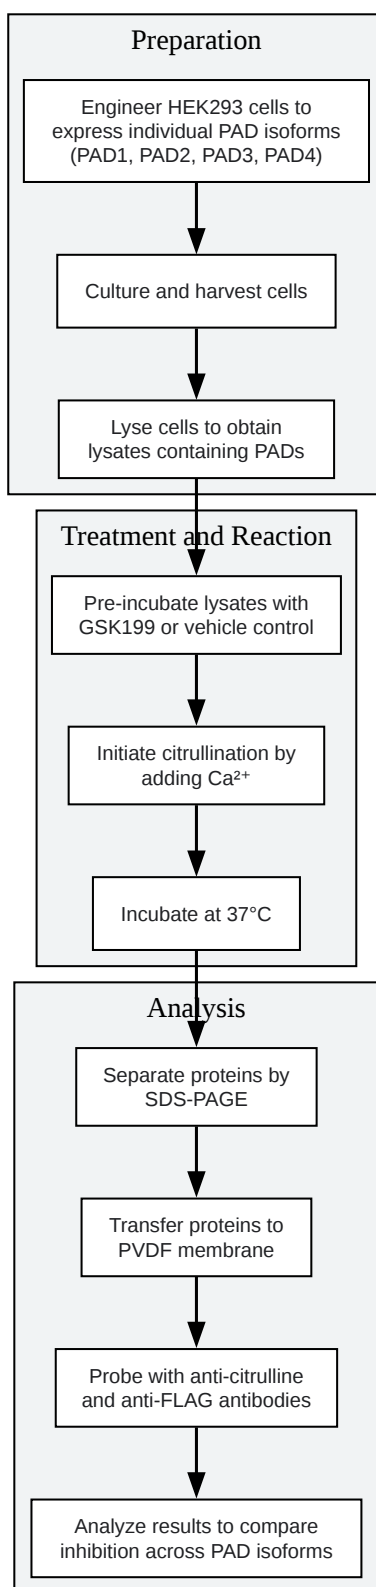 Preparation
Engineer HEK293 cells to
express individual PAD isoforms
(PAD1, PAD2, PAD3, PAD4)
Culture and harvest cells
Lyse cells to obtain
lysates containing PADs
Treatment and Reaction
Pre-incubate lysates with
GSK199 or vehicle control
Initiate citrullination by
adding Ca²⁺
Incubate at 37°C
Analysis
Separate proteins by
SDS-PAGE
Transfer proteins to
PVDF membrane
Probe with anti-citrulline
and anti-FLAG antibodies
Analyze results to compare
inhibition across PAD isoforms